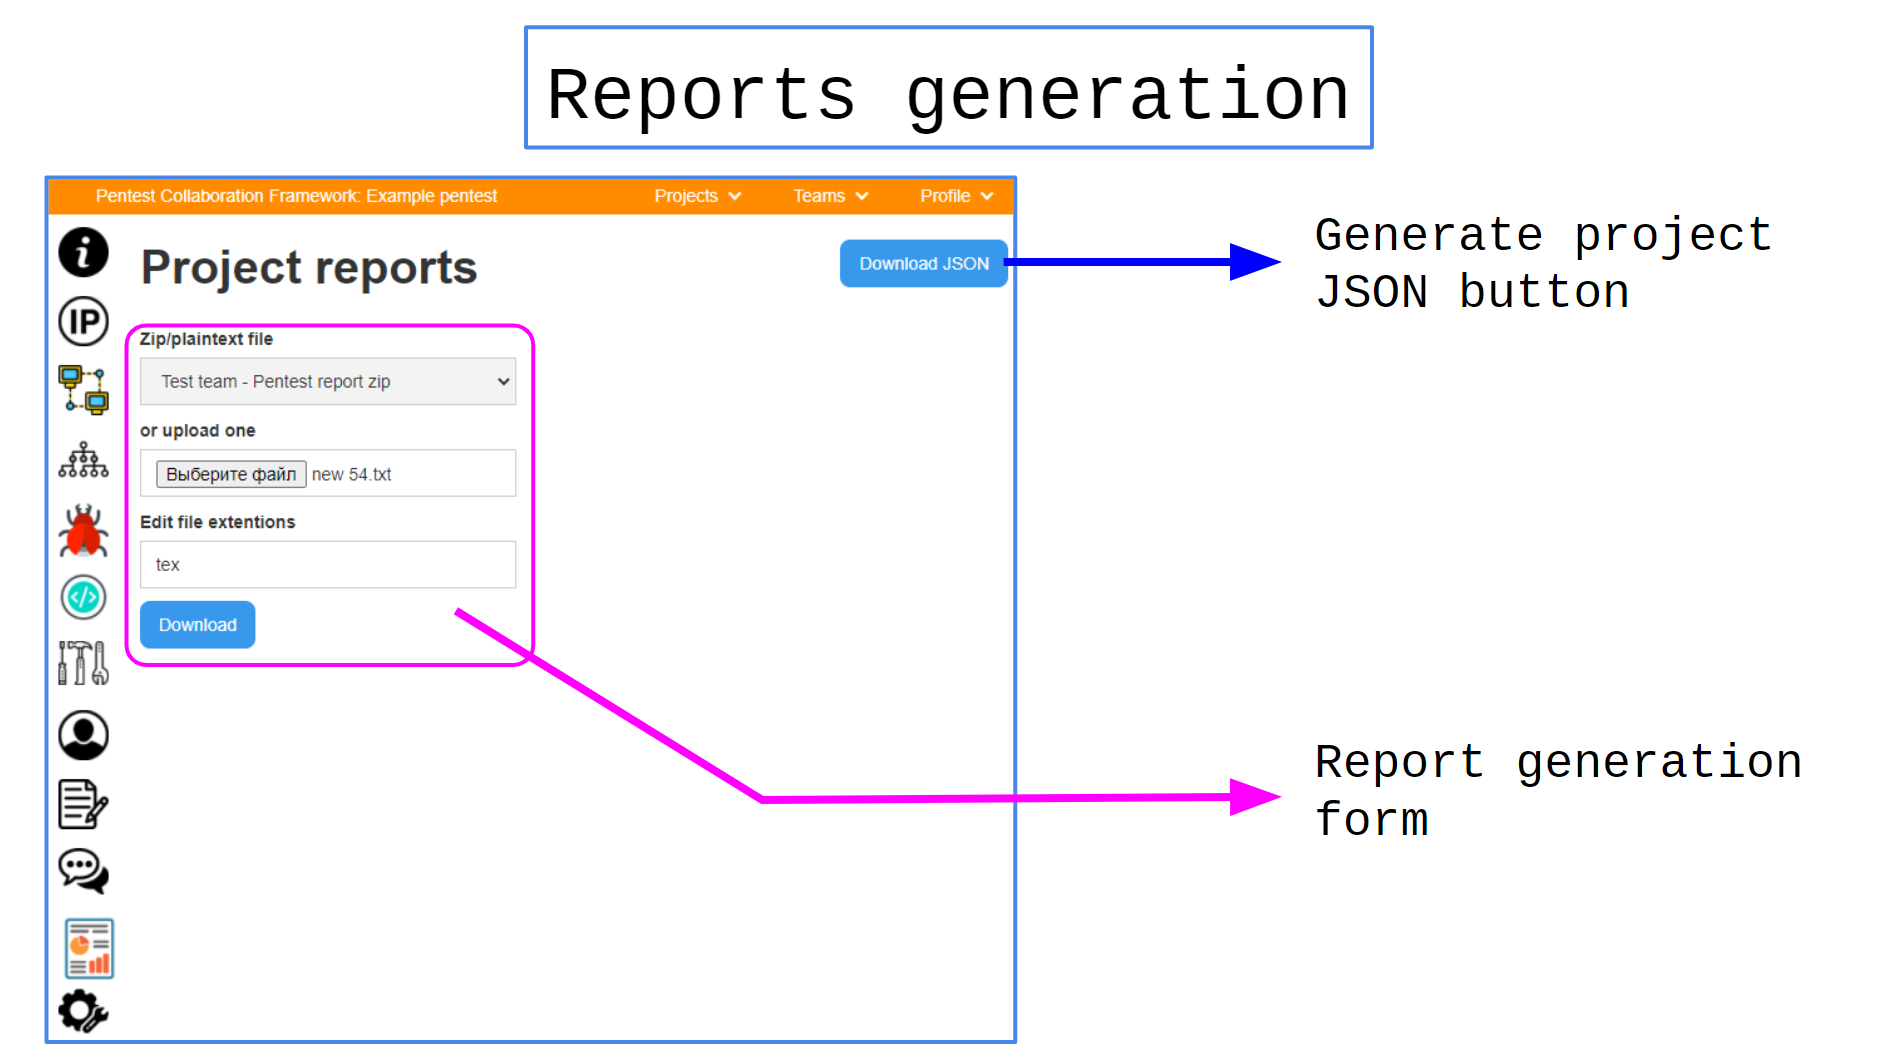 Reports generation
Pentest Collaboration Framework: Example pentest
Projects
Teams
Profile
i
Project reports
Download JSON
Generate project
JSON button
IP
Zip/plaintext file
Test team - Pentest report zip
or upload one
Выберите файл new 54.txt
Edit file extentions
tex
</>
Download
Report generation
form